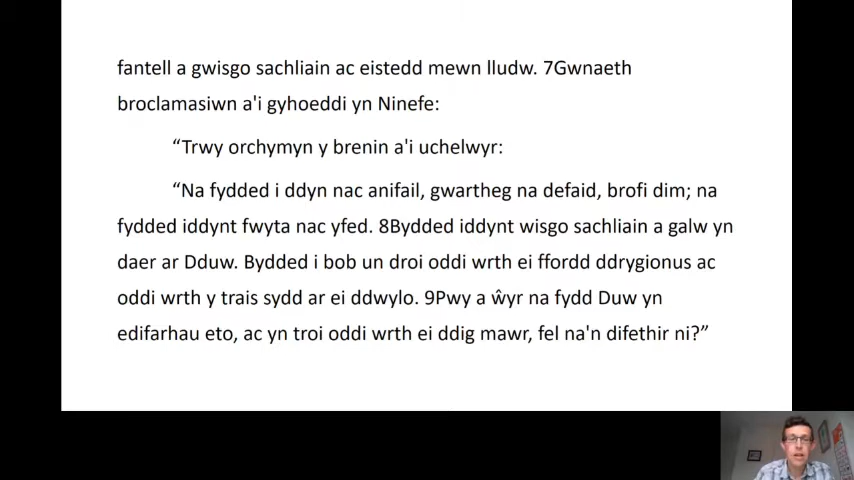 fantell a gwisgo sachliain ac eistedd mewn lludw. 7Gwnaeth
broclamasiwn a'i gyhoeddi yn Ninefe:
“Trwy orchymyn y brenin a'i uchelwyr:
“Na fydded i ddyn nac anifail, gwartheg na defaid, brofi dim; na
fydded iddynt fwyta nac yfed. 8Bydded iddynt wisgo sachliain a galw yn
daer ar Dduw. Bydded i bob un droi oddi wrth ei ffordd ddrygionus ac
oddi wrth y trais sydd ar ei ddwylo. 9Pwy a ŵyr na fydd Duw yn
edifarhau eto, ac yn troi oddi wrth ei ddig mawr, fel na'n difethir ni?”